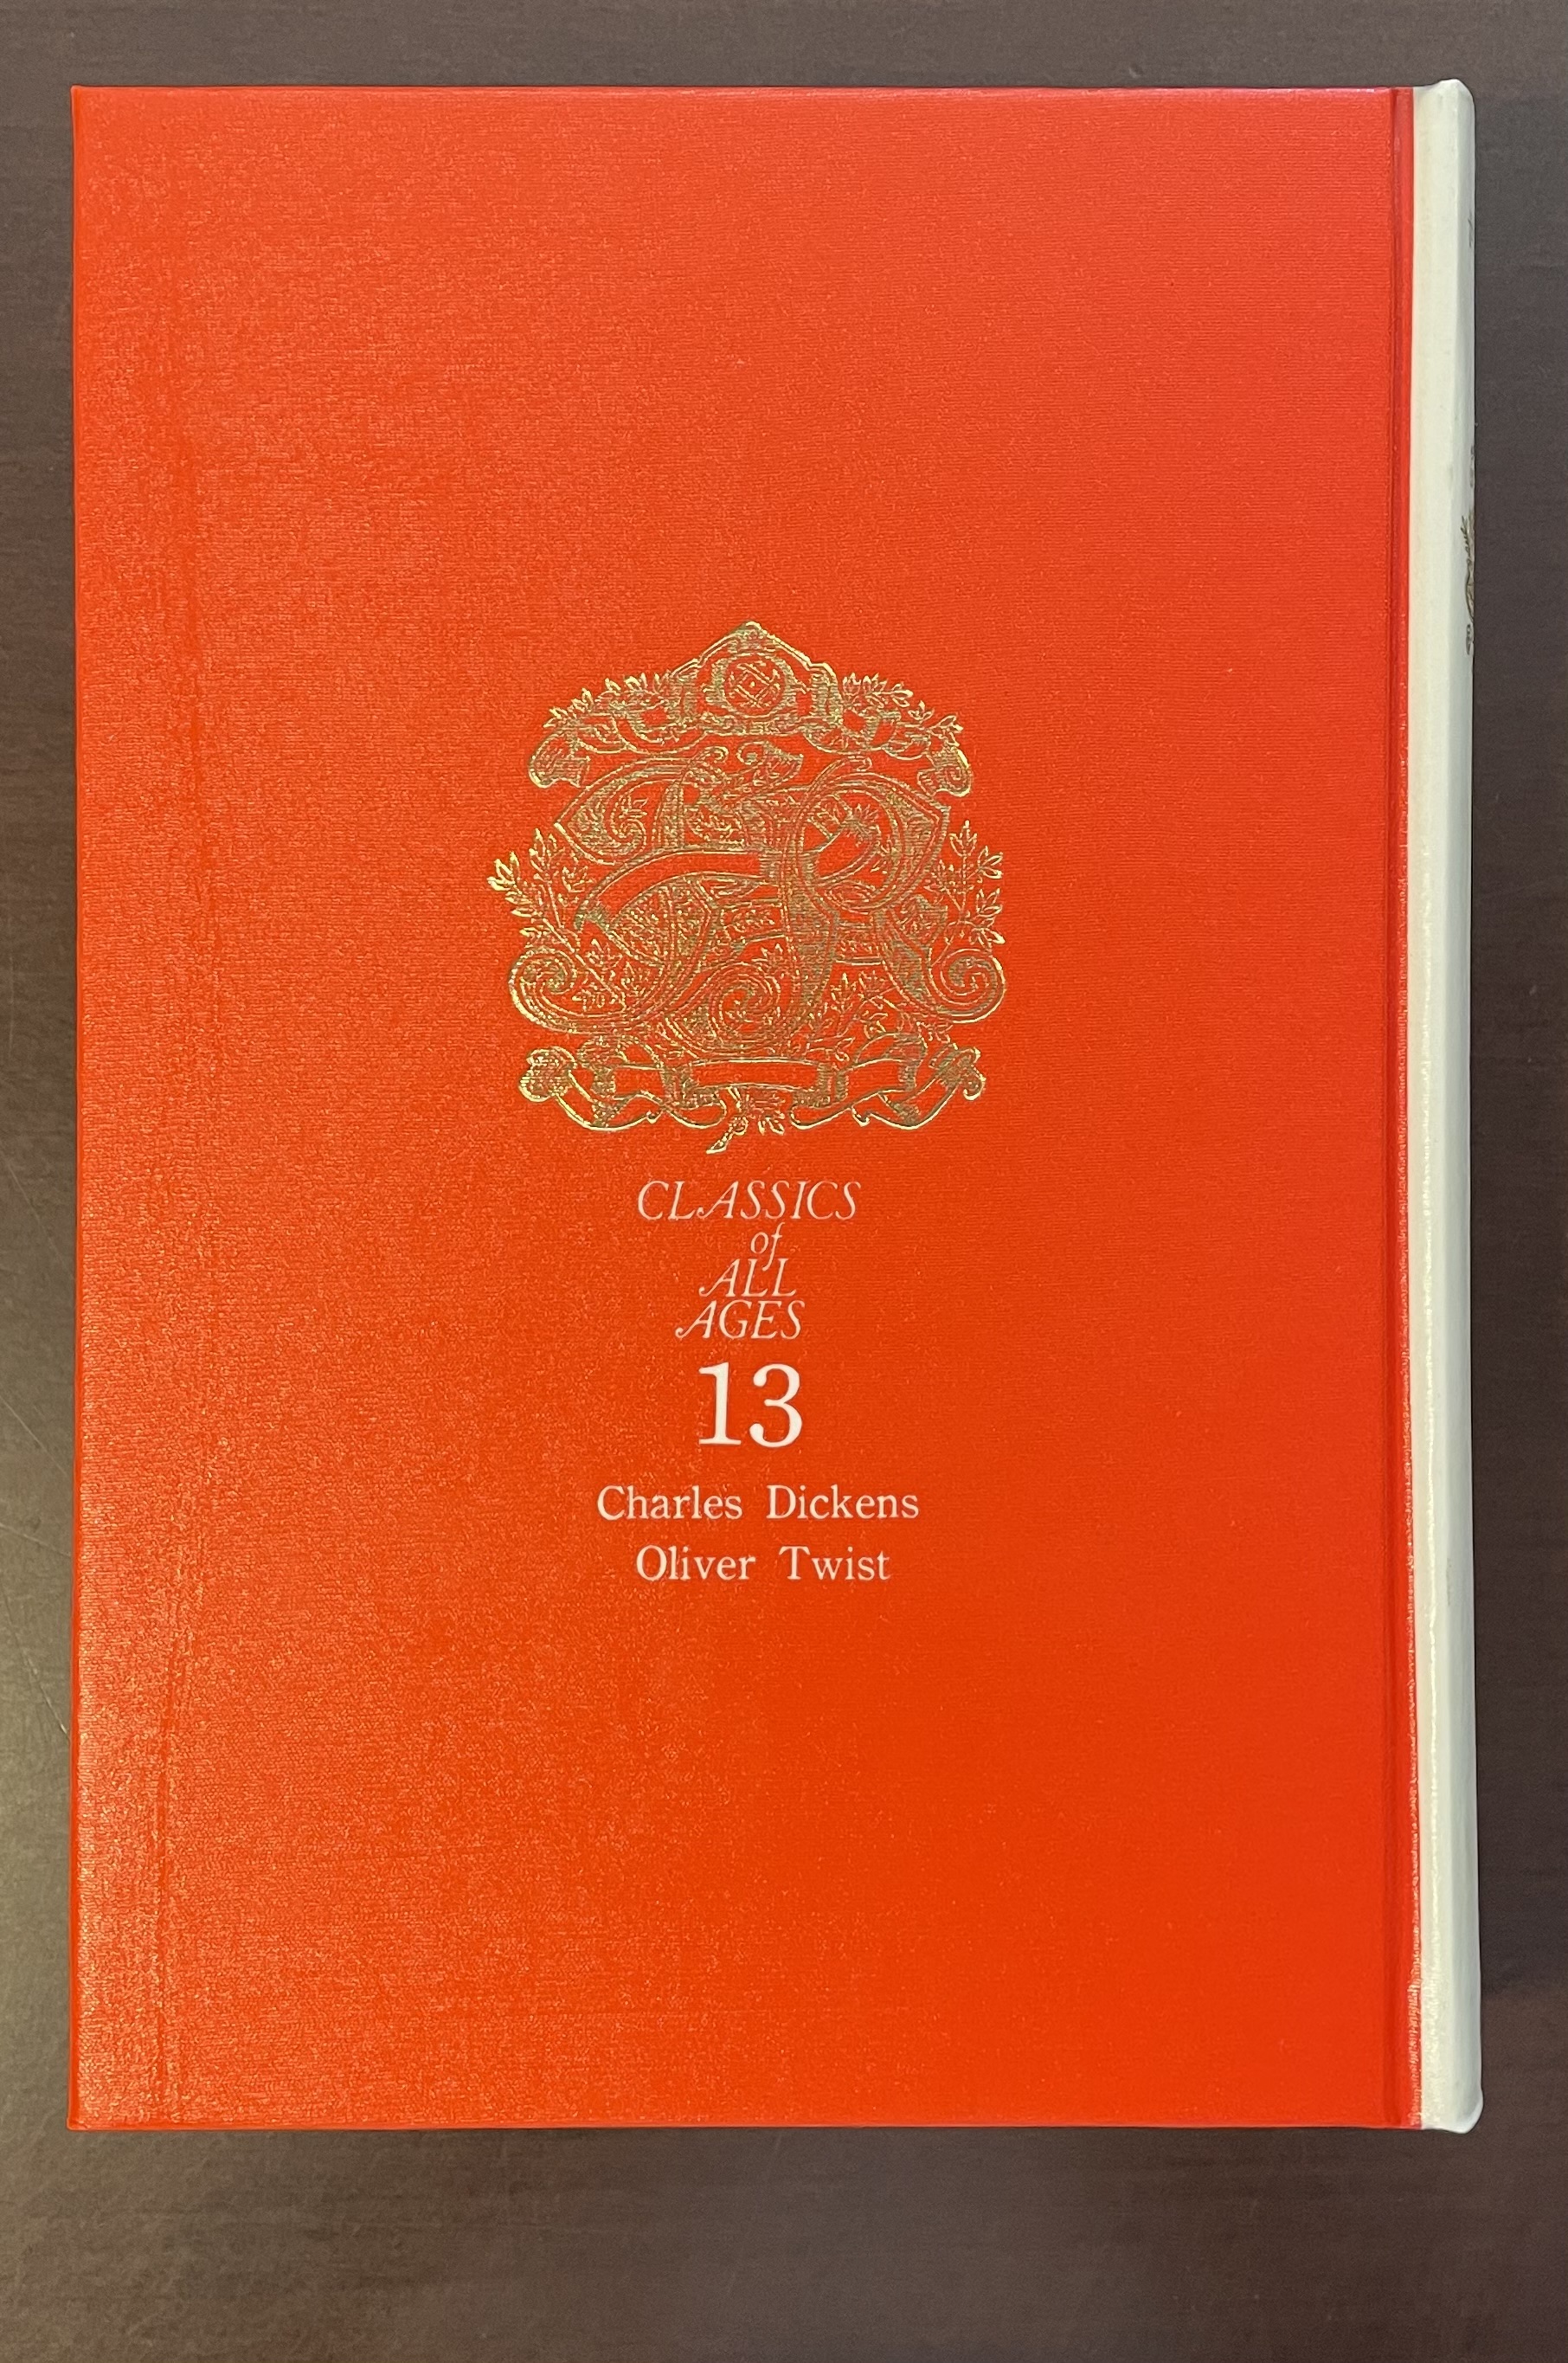 CLASSICS
of
ALL
AGES
13
Charles Dickens
Oliver Twist